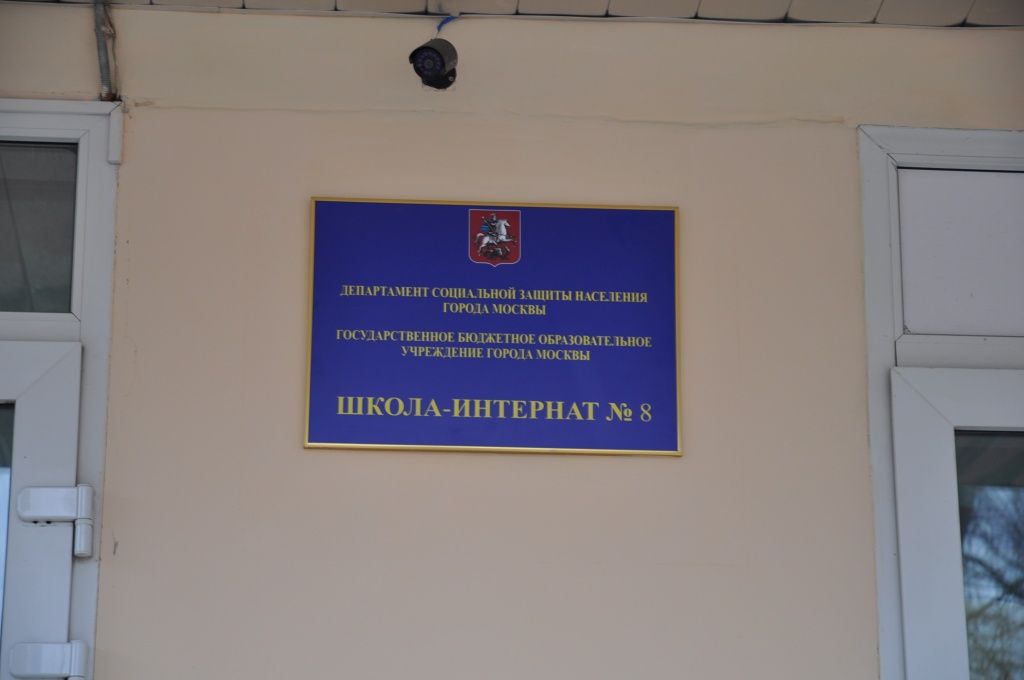 ДЕПАРТАМЕНТ СОЦИАЛЬНОЙ ЗАЩИТЫ НАСЕЛЕНИЯ
ГОРОДА МОСКВЫ
ГОСУДАРСТВЕННОЕ БЮДЖЕТНОЕ ОБРАЗОВАТЕЛЬНОЕ
УЧРЕЖДЕНИЕ ГОРОДА МОСКВЫ
ШКОЛА-ИНТЕРНАТ № 8